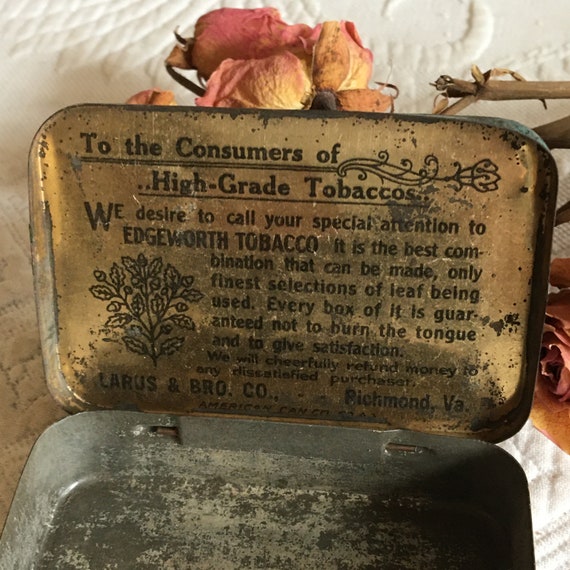 To the Consumers of
..High-Grade Tobaccos..
WE desire to call your special attention to
EDGEWORTH TOBACCO. It is the best com-
bination that can be made, only
finest selections of leaf being
used. Every box of it is guar-
anteed not to burn the tongue
and to give satisfaction.
We will cheerfully refund money to
any dissatisfied purchaser.
LARUS & BRO. CO., Richmond, Va.
AMERICAN CAN CO.